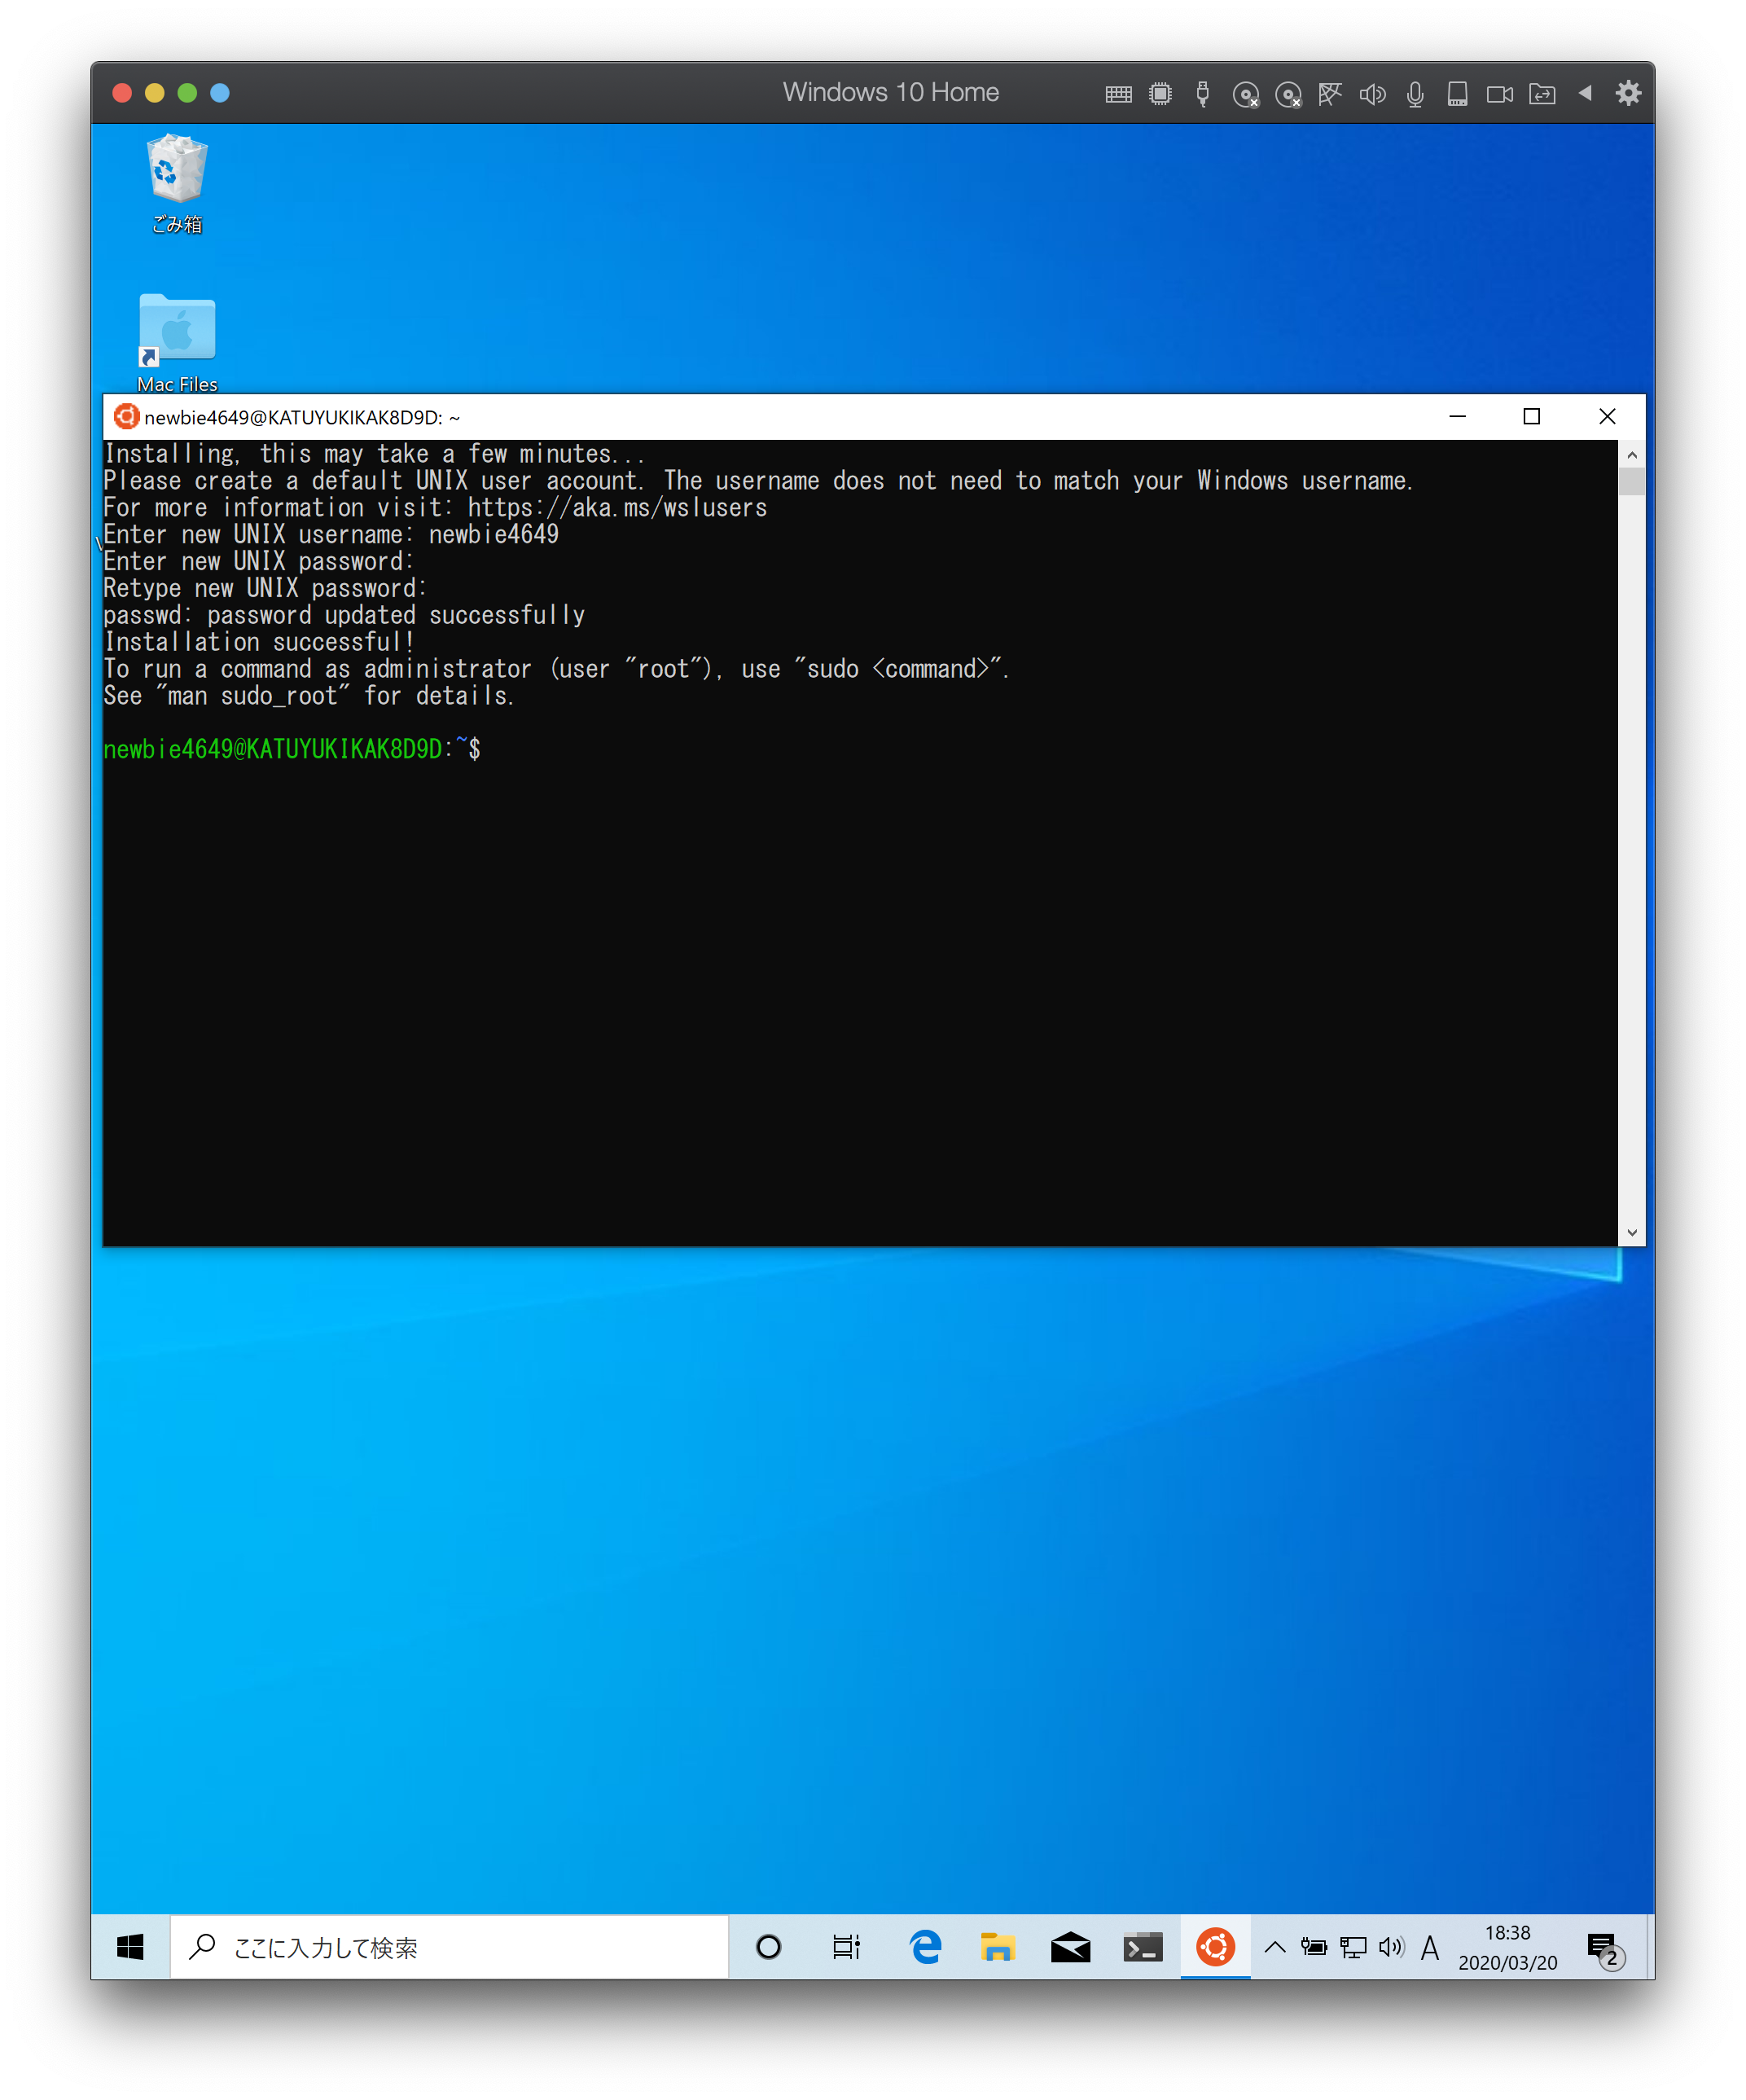 Windows 10 Home
ごみ箱
Mac Files
newbie4649@KATUYUKIKAK8D9D: ~
Installing, this may take a few minutes...
Please create a default UNIX user account. The username does not need to match your Windows username.
For more information visit: https://aka.ms/wslusers
Enter new UNIX username: newbie4649
Enter new UNIX password:
Retype new UNIX password:
passwd: password updated successfully
Installation successful!
To run a command as administrator (user "root"), use "sudo <command>".
See "man sudo_root" for details.
newbie4649@KATUYUKIKAK8D9D:~$
ここに入力して検索
A
18:38
2020/03/20
2